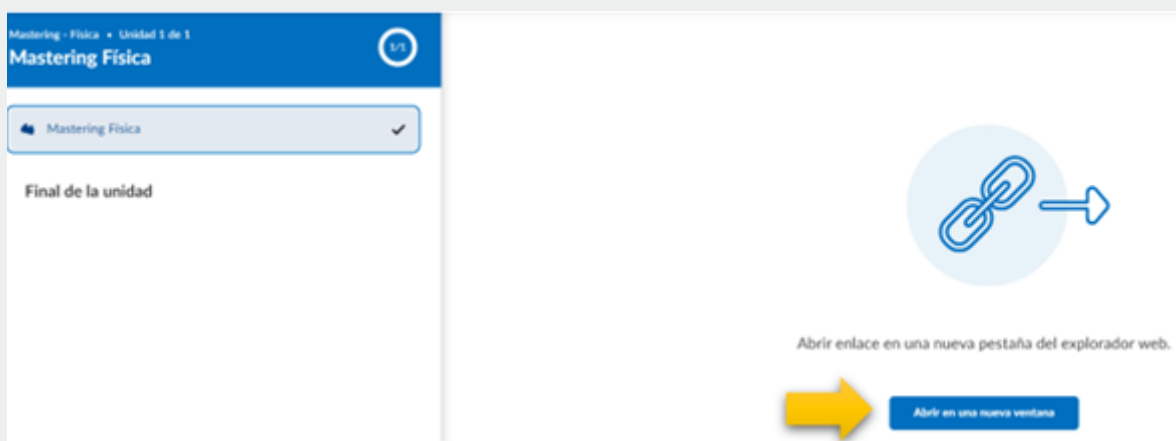 Mastering - Física • Unidad 1 de 1
Mastering Física
1/1
Mastering Física
Final de la unidad
Abrir enlace en una nueva pestaña del explorador web.
Abrir en una nueva ventana